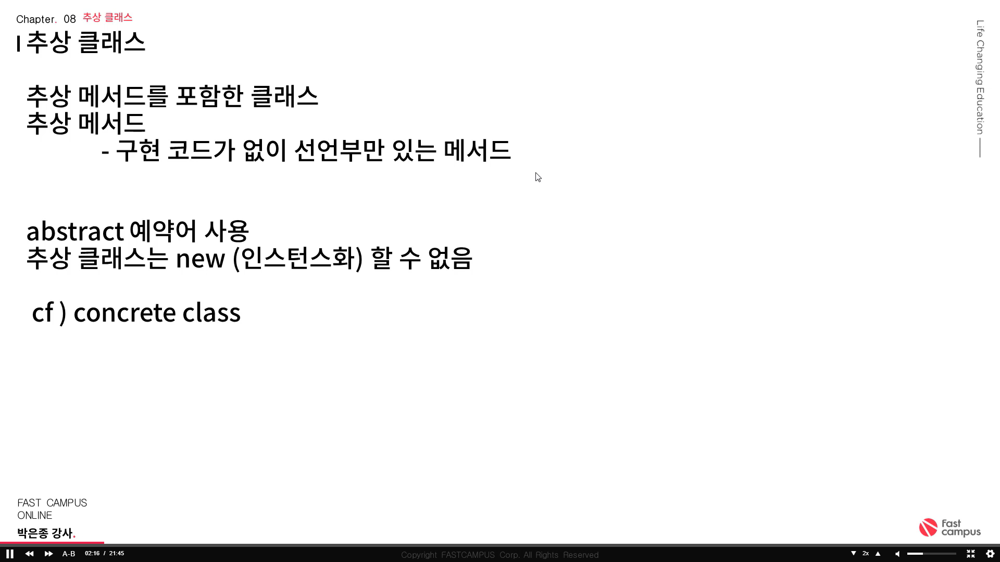 Chapter. 08 추상 클래스
추상 클래스
추상 메서드를 포함한 클래스
추상 메서드
- 구현 코드가 없이 선언부만 있는 메서드
abstract 예약어 사용
추상 클래스는 new (인스턴스화) 할 수 없음
cf ) concrete class
Life Changing Education
FAST CAMPUS
ONLINE
박은종 강사.
Fast
campus
A-B 02:16 / 21:45
Copyright FASTCAMPUS Corp. All Rights Reserved
2x